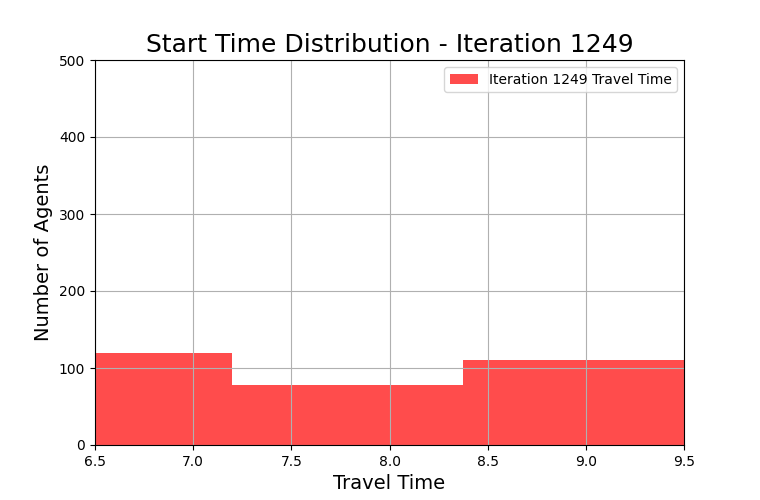 Start Time Distribution - Iteration 1249
Iteration 1249 Travel Time
Number of Agents
500
400
300
200
100
0
6.5 7.0 7.5 8.0 8.5 9.0 9.5
Travel Time